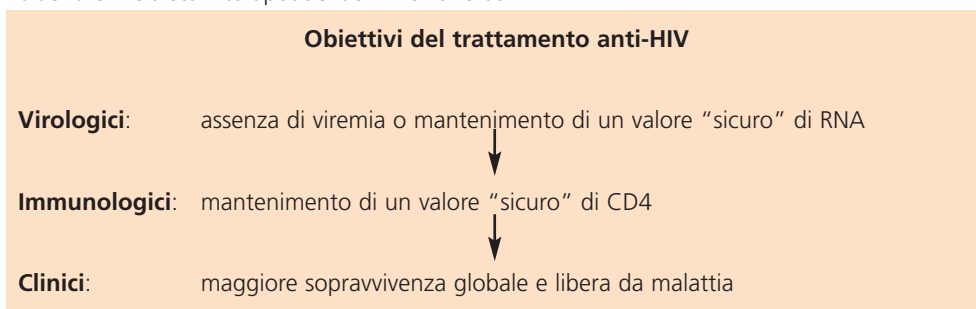 Obiettivi del trattamento anti-HIV
Virologici: assenza di viremia o mantenimento di un valore “sicuro” di RNA
Immunologici: mantenimento di un valore “sicuro” di CD4
Clinici: maggiore sopravvivenza globale e libera da malattia